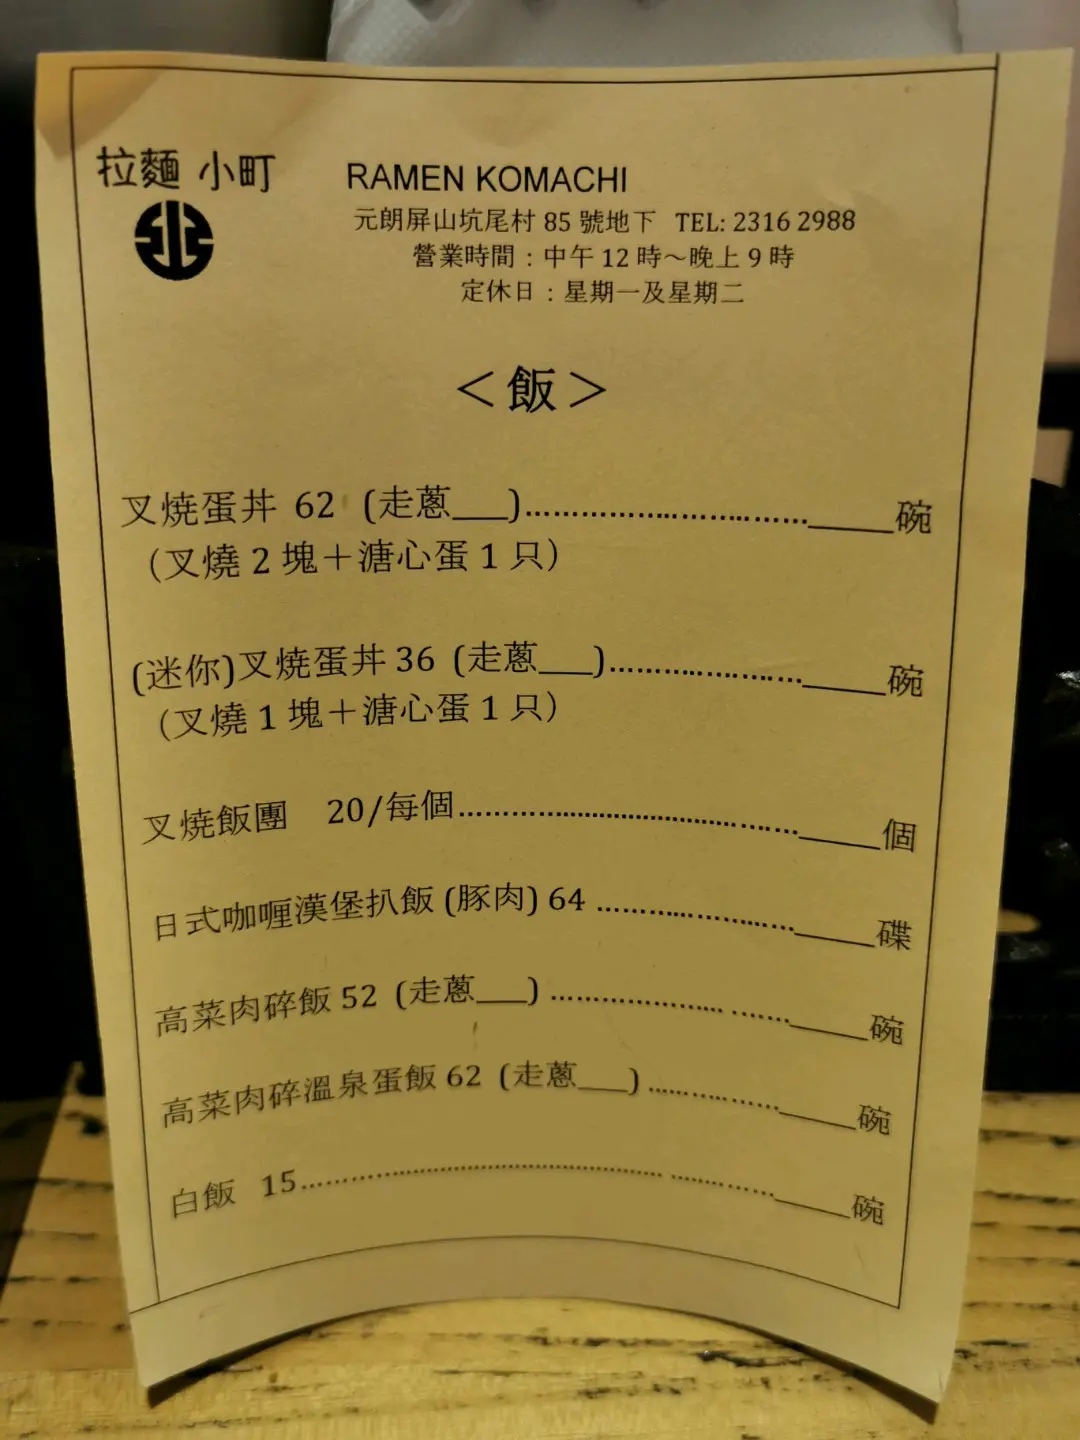 拉麵 小町
RAMEN KOMACHI
元朗屏山坑尾村 85 號地下 TEL: 2316 2988
營業時間：中午 12 時～晚上 9 時
定休日：星期一及星期二
＜飯＞
叉燒蛋丼 62 (走蔥___)..............................._____碗
（叉燒 2 塊＋溏心蛋 1 只）
(迷你)叉燒蛋丼 36 (走蔥___)......................_____碗
（叉燒 1 塊＋溏心蛋 1 只）
叉燒飯團 20/每個......................................_____個
日式咖喱漢堡扒飯 (豚肉) 64 ......................_____碟
高菜肉碎飯 52 (走蔥___) ..........................._____碗
高菜肉碎溫泉蛋飯 62 (走蔥___) ................_____碗
白飯 15....................................................._____碗